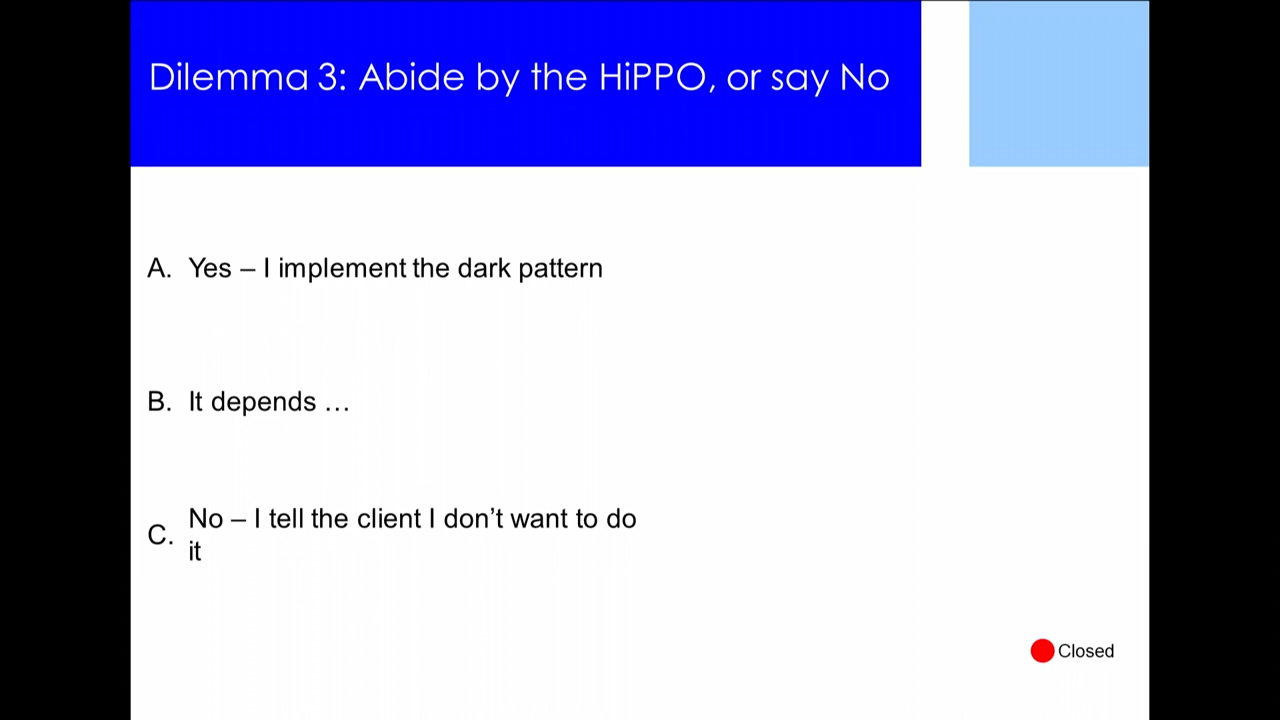 Dilemma 3: Abide by the HiPPO, or say No
A. Yes – I implement the dark pattern
B. It depends …
C. No – I tell the client I don’t want to do
it
Closed